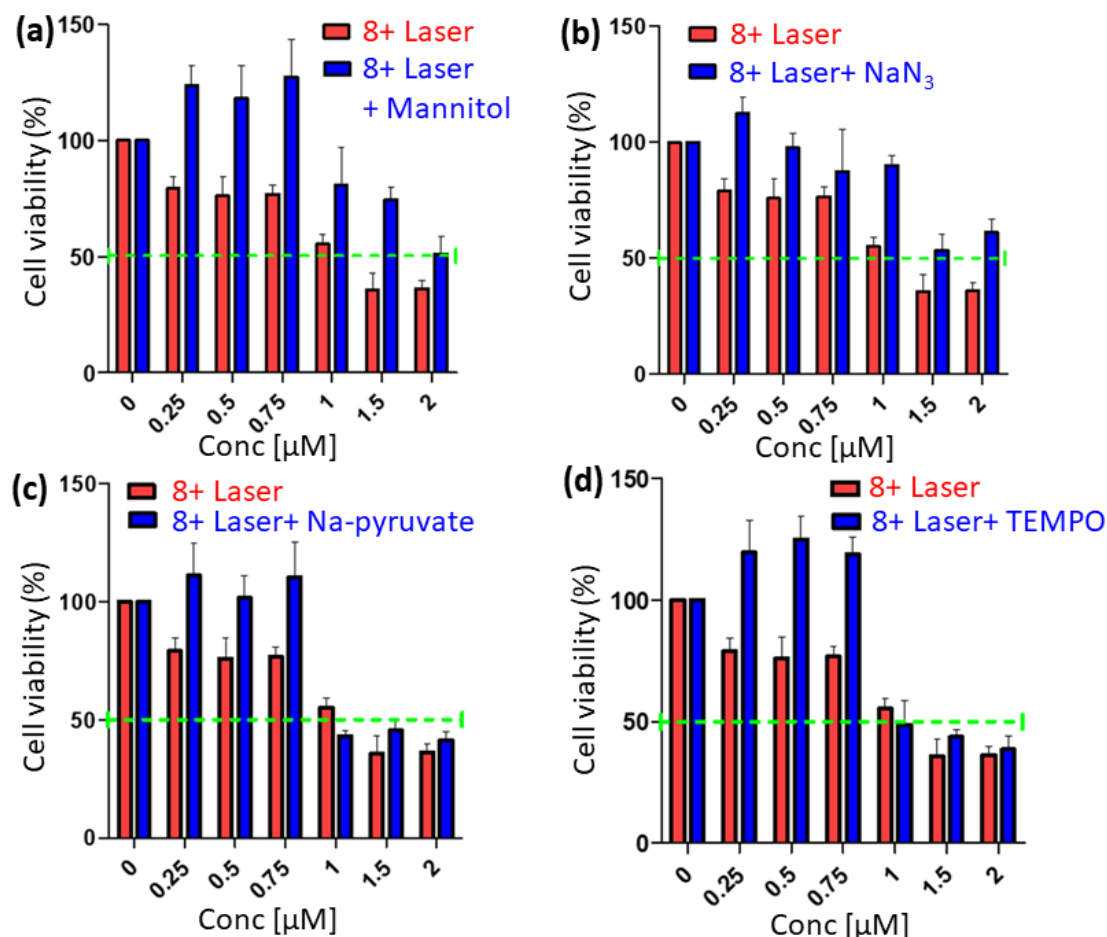 (a)
8+ Laser
8+ Laser
+ Mannitol
Cell viability (%)
150
100
50
0
0
0.25
0.5
0.75
1
1.5
2
Conc [µM]
(b)
8+ Laser
8+ Laser+ NaN₃
Cell viability (%)
150
100
50
0
0
0.25
0.5
0.75
1
1.5
2
Conc [µM]
(c)
8+ Laser
8+ Laser+ Na-pyruvate
Cell viability (%)
150
100
50
0
0
0.25
0.5
0.75
1
1.5
2
Conc [µM]
(d)
8+ Laser
8+ Laser+ TEMPO
Cell viability (%)
150
100
50
0
0
0.25
0.5
0.75
1
1.5
2
Conc [µM]